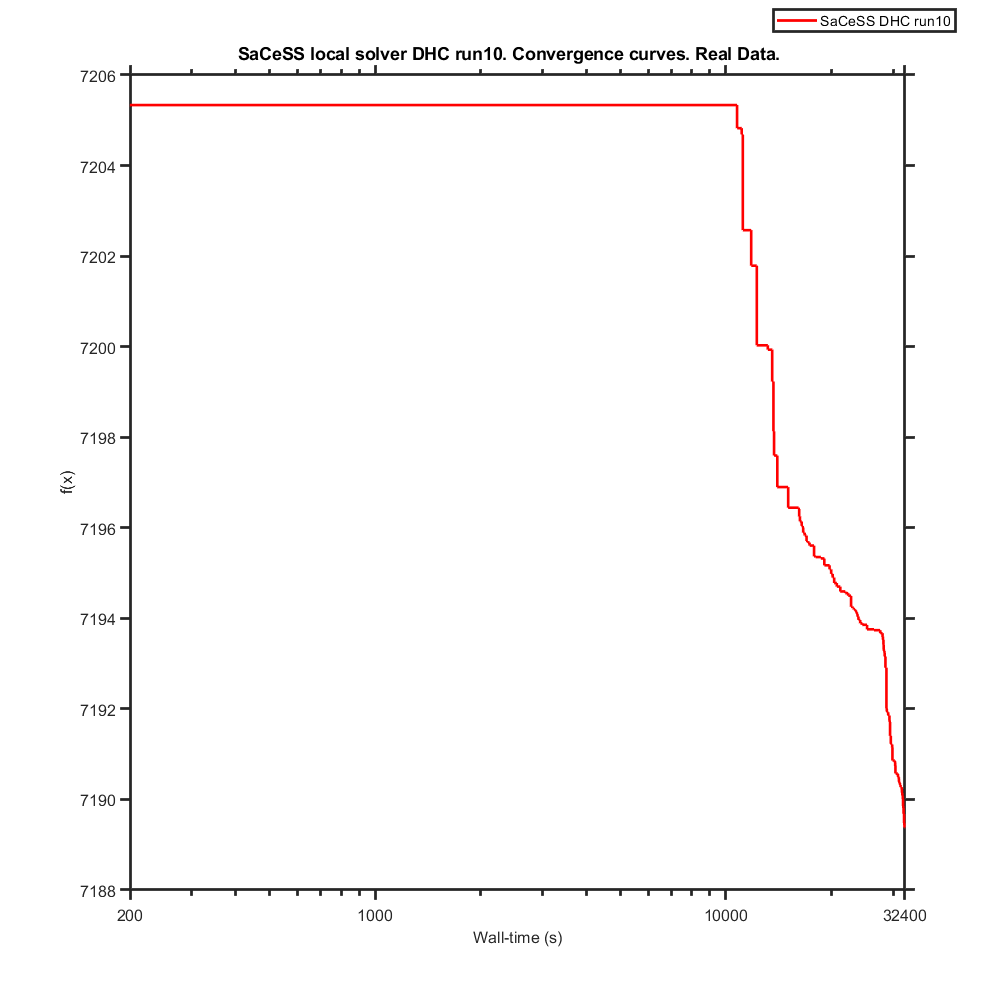 SaCeSS DHC run10
SaCeSS local solver DHC run10. Convergence curves. Real Data.
7206
7204
7202
7200
7198
7196
7194
7192
7190
7188
f(x)
200 1000 10000 32400
Wall-time (s)